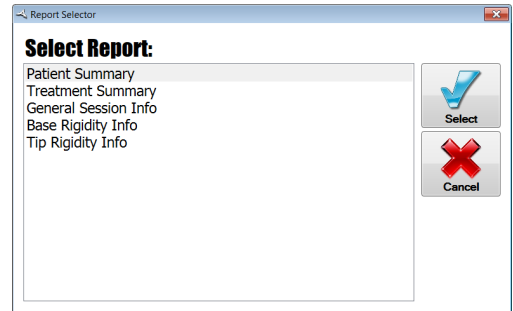 Report Selector
Select Report:
Patient Summary
Treatment Summary
General Session Info
Base Rigidity Info
Tip Rigidity Info
Select
Cancel